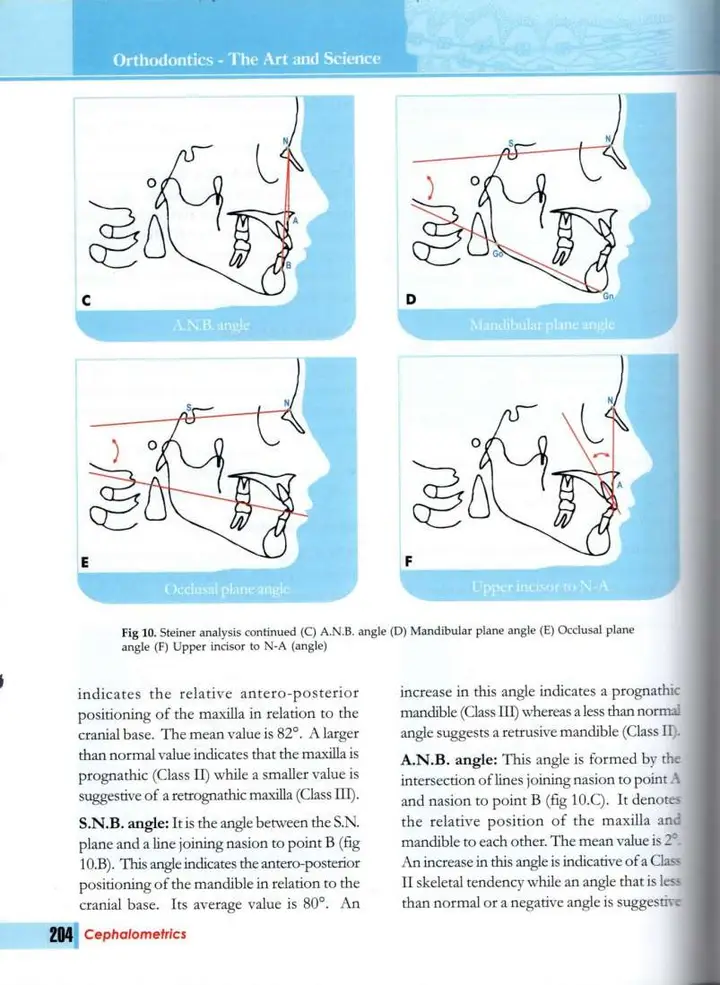 Orthodontics - The Art and Science
N
A
B
C
A.N.B. angle
S
N
Go
Gn
D
Mandibular plane angle
S
N
E
Occlusal plane angle
N
A
F
Upper incisor to N-A
Fig 10. Steiner analysis continued (C) A.N.B. angle (D) Mandibular plane angle (E) Occlusal plane
angle (F) Upper incisor to N-A (angle)
indicates the relative antero-posterior
positioning of the maxilla in relation to the
cranial base. The mean value is 82°. A larger
than normal value indicates that the maxilla is
prognathic (Class II) while a smaller value is
suggestive of a retrognathic maxilla (Class III).
S.N.B. angle: It is the angle between the S.N.
plane and a line joining nasion to point B (fig
10.B). This angle indicates the antero-posterior
positioning of the mandible in relation to the
cranial base. Its average value is 80°. An
increase in this angle indicates a prognathic
mandible (Class III) whereas a less than normal
angle suggests a retrusive mandible (Class II).
A.N.B. angle: This angle is formed by the
intersection of lines joining nasion to point A
and nasion to point B (fig 10.C). It denotes
the relative position of the maxilla and
mandible to each other. The mean value is 2°.
An increase in this angle is indicative of a Class
II skeletal tendency while an angle that is less
than normal or a negative angle is suggestive
204 Cephalometrics